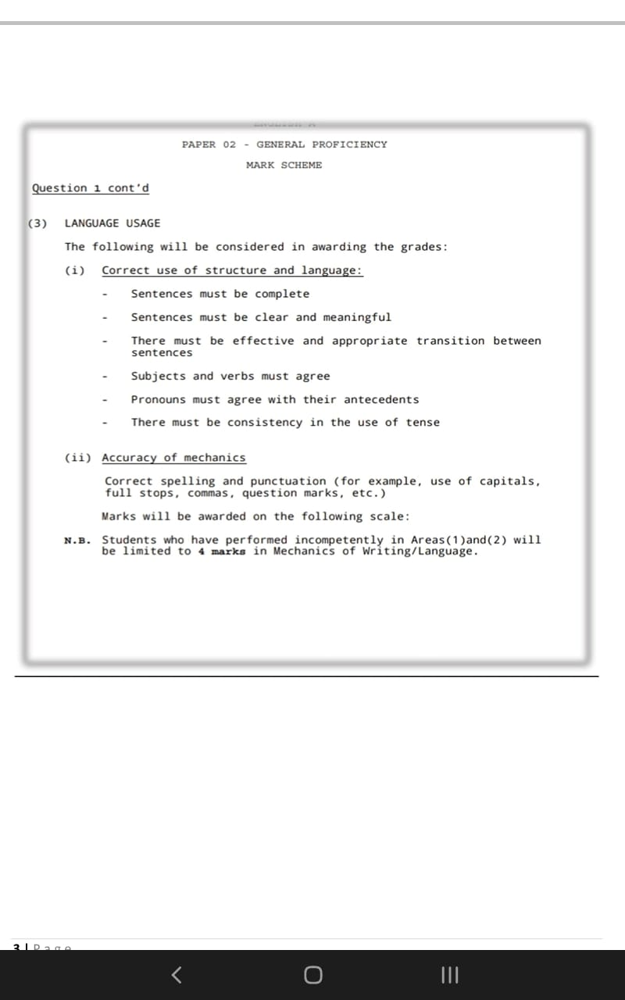 PAPER 02 - GENERAL PROFICIENCY
MARK SCHEME
Question 1 cont'd
(3) LANGUAGE USAGE
The following will be considered in awarding the grades:
(i) Correct use of structure and language:
- Sentences must be complete
- Sentences must be clear and meaningful
- There must be effective and appropriate transition between
sentences
- Subjects and verbs must agree
- Pronouns must agree with their antecedents
- There must be consistency in the use of tense
(ii) Accuracy of mechanics
Correct spelling and punctuation (for example, use of capitals,
full stops, commas, question marks, etc.)
Marks will be awarded on the following scale:
N.B. Students who have performed incompetently in Areas(1)and(2) will
be limited to 4 marks in Mechanics of Writing/Language.
3 | Page